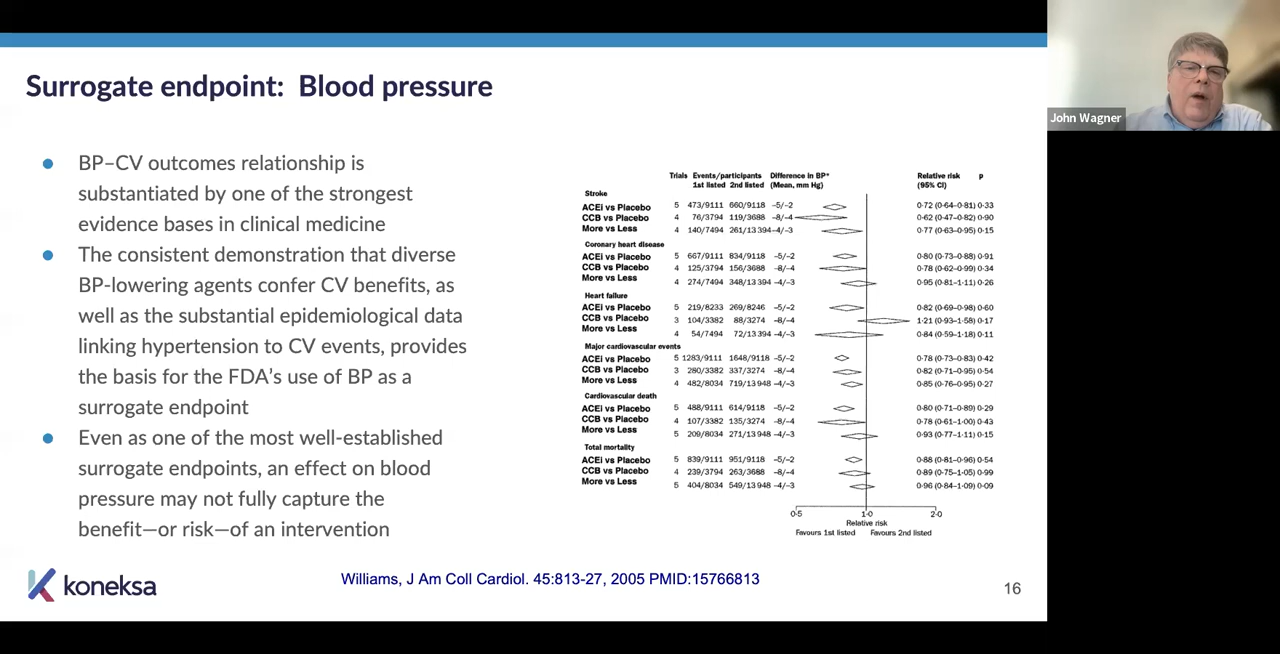 Surrogate endpoint: Blood pressure
John Wagner
● BP–CV outcomes relationship is
substantiated by one of the strongest
evidence bases in clinical medicine
● The consistent demonstration that diverse
BP-lowering agents confer CV benefits, as
well as the substantial epidemiological data
linking hypertension to CV events, provides
the basis for the FDA's use of BP as a
surrogate endpoint
● Even as one of the most well-established
surrogate endpoints, an effect on blood
pressure may not fully capture the
benefit—or risk—of an intervention
Trials Events/participants Difference in BP* Relative risk p
1st listed 2nd listed (Mean, mm Hg) (95% CI)
Stroke
ACEi vs Placebo 5 473/9111 660/9118 –5/–2 0·72 (0·64–0·81) 0·33
CCB vs Placebo 4 76/3794 119/3688 –8/–4 0·62 (0·47–0·82) 0·90
More vs Less 4 140/7494 261/13 394 –4/–3 0·77 (0·63–0·95) 0·15
Coronary heart disease
ACEi vs Placebo 5 667/9111 834/9118 –5/–2 0·80 (0·73–0·88) 0·91
CCB vs Placebo 4 125/3794 156/3688 –8/–4 0·78 (0·62–0·99) 0·34
More vs Less 4 274/7494 348/13 394 –4/–3 0·95 (0·81–1·11) 0·26
Heart failure
ACEi vs Placebo 5 219/8233 269/8246 –5/–2 0·82 (0·69–0·98) 0·60
CCB vs Placebo 3 104/3382 88/3274 –8/–4 1·21 (0·93–1·58) 0·17
More vs Less 4 54/7494 72/13 394 –4/–3 0·84 (0·59–1·18) 0·11
Major cardiovascular events
ACEi vs Placebo 5 1283/9111 1648/9118 –5/–2 0·78 (0·73–0·83) 0·42
CCB vs Placebo 3 280/3382 337/3274 –8/–4 0·82 (0·71–0·95) 0·54
More vs Less 4 482/8034 719/13 948 –4/–3 0·85 (0·76–0·95) 0·27
Cardiovascular death
ACEi vs Placebo 5 488/9111 614/9118 –5/–2 0·80 (0·71–0·89) 0·29
CCB vs Placebo 4 107/3382 135/3274 –8/–4 0·78 (0·61–1·00) 0·43
More vs Less 5 209/8034 271/13 948 –4/–3 0·93 (0·77–1·11) 0·15
Total mortality
ACEi vs Placebo 5 839/9111 951/9118 –5/–2 0·88 (0·81–0·96) 0·54
CCB vs Placebo 4 239/3794 263/3688 –8/–4 0·89 (0·75–1·05) 0·99
More vs Less 5 404/8034 549/13 948 –4/–3 0·96 (0·84–1·09) 0·09
0·5 1·0 2·0
Relative risk
Favours 1st listed Favours 2nd listed
koneksa
Williams, J Am Coll Cardiol. 45:813-27, 2005 PMID:15766813
16